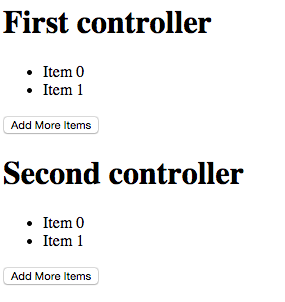 First controller
Item 0
Item 1
Add More Items
Second controller
Item 0
Item 1
Add More Items